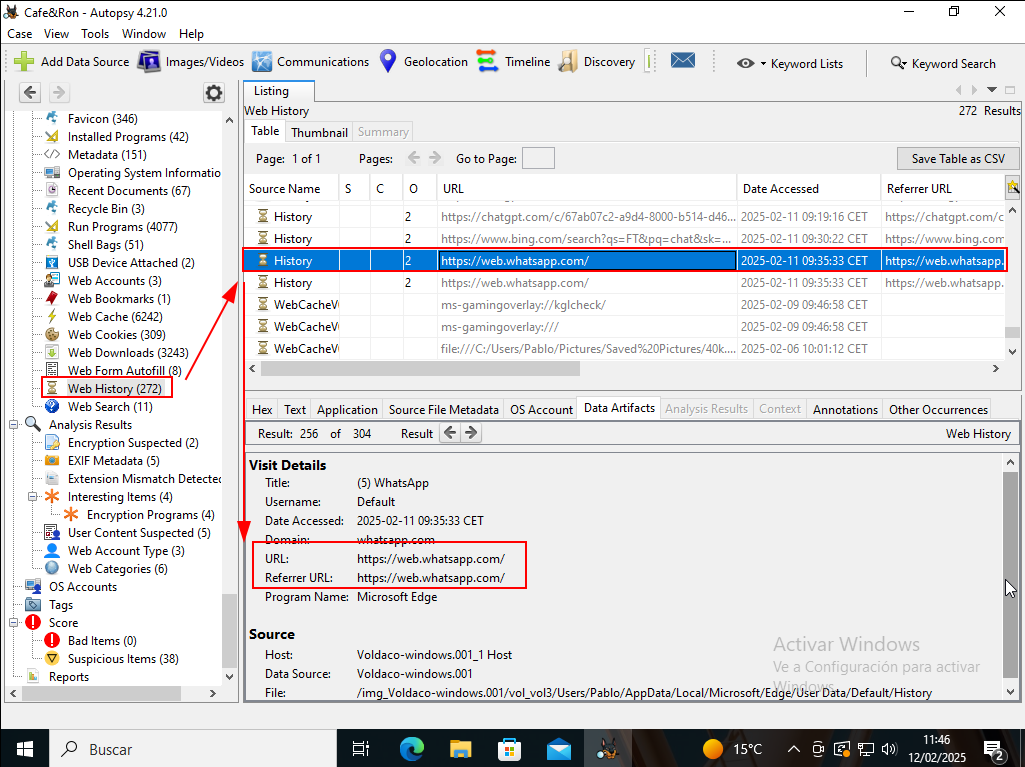 Cafe&Ron - Autopsy 4.21.0
Case View Tools Window Help
Add Data Source Images/Videos Communications Geolocation Timeline Discovery Keyword Lists Keyword Search
Listing
Web History 272 Results
Table Thumbnail Summary
Page: 1 of 1 Pages: Go to Page: Save Table as CSV
Source Name S C O URL Date Accessed Referrer URL
History 2 https://chatgpt.com/c/67ab07c2-a9d4-8000-b514-d46... 2025-02-11 09:19:16 CET https://chatgpt.com/c
History 2 https://www.bing.com/search?qs=FT&pq=chat&sk=... 2025-02-11 09:30:22 CET https://www.bing.com
History 2 https://web.whatsapp.com/ 2025-02-11 09:35:33 CET https://web.whatsapp.
History 2 https://web.whatsapp.com/ 2025-02-11 09:35:33 CET https://web.whatsapp.
WebCacheV ms-gamingoverlay://kglcheck/ 2025-02-09 09:46:58 CET
WebCacheV ms-gamingoverlay:/// 2025-02-09 09:46:58 CET
WebCacheV file:///C:/Users/Pablo/Pictures/Saved%20Pictures/40k... 2025-02-06 10:01:12 CET
Favicon (346)
Installed Programs (42)
Metadata (151)
Operating System Informatio
Recent Documents (67)
Recycle Bin (3)
Run Programs (4077)
Shell Bags (51)
USB Device Attached (2)
Web Accounts (3)
Web Bookmarks (1)
Web Cache (6242)
Web Cookies (309)
Web Downloads (3243)
Web Form Autofill (8)
Web History (272)
Web Search (11)
Analysis Results
Encryption Suspected (2)
EXIF Metadata (5)
Extension Mismatch Detected
Interesting Items (4)
Encryption Programs (4)
User Content Suspected (5)
Web Account Type (3)
Web Categories (6)
OS Accounts
Tags
Score
Bad Items (0)
Suspicious Items (38)
Reports
Hex Text Application Source File Metadata OS Account Data Artifacts Analysis Results Context Annotations Other Occurrences
Result: 256 of 304 Result Web History
Visit Details
Title: (5) WhatsApp
Username: Default
Date Accessed: 2025-02-11 09:35:33 CET
Domain: whatsapp.com
URL: https://web.whatsapp.com/
Referrer URL: https://web.whatsapp.com/
Program Name: Microsoft Edge
Source
Host: Voldaco-windows.001_1 Host
Data Source: Voldaco-windows.001
File: /img_Voldaco-windows.001/vol_vol3/Users/Pablo/AppData/Local/Microsoft/Edge/User Data/Default/History
Activar Windows
Ve a Configuración para activar
Windows.
Buscar 15°C 11:46
12/02/2025 2